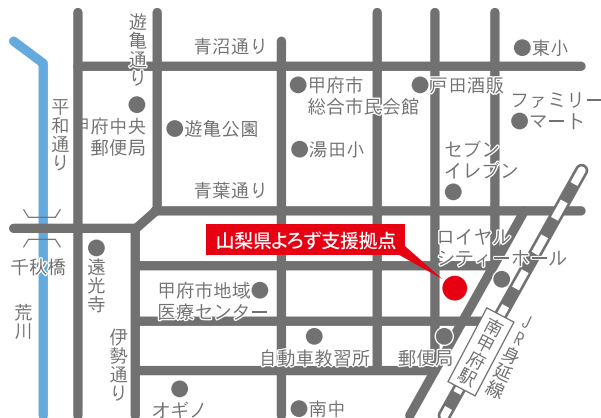 遊亀通り
青沼通り
東小
甲府市
総合市民会館
戸田酒販
ファミリー
マート
平和通り
甲府中央
郵便局
遊亀公園
湯田小
セブン
イレブン
青葉通り
山梨県よろず支援拠点
ロイヤル
シティーホール
千秋橋
遠光寺
甲府市地域
医療センター
荒川
伊勢通り
自動車教習所
郵便局
南甲府駅
JR身延線
オギノ
南中